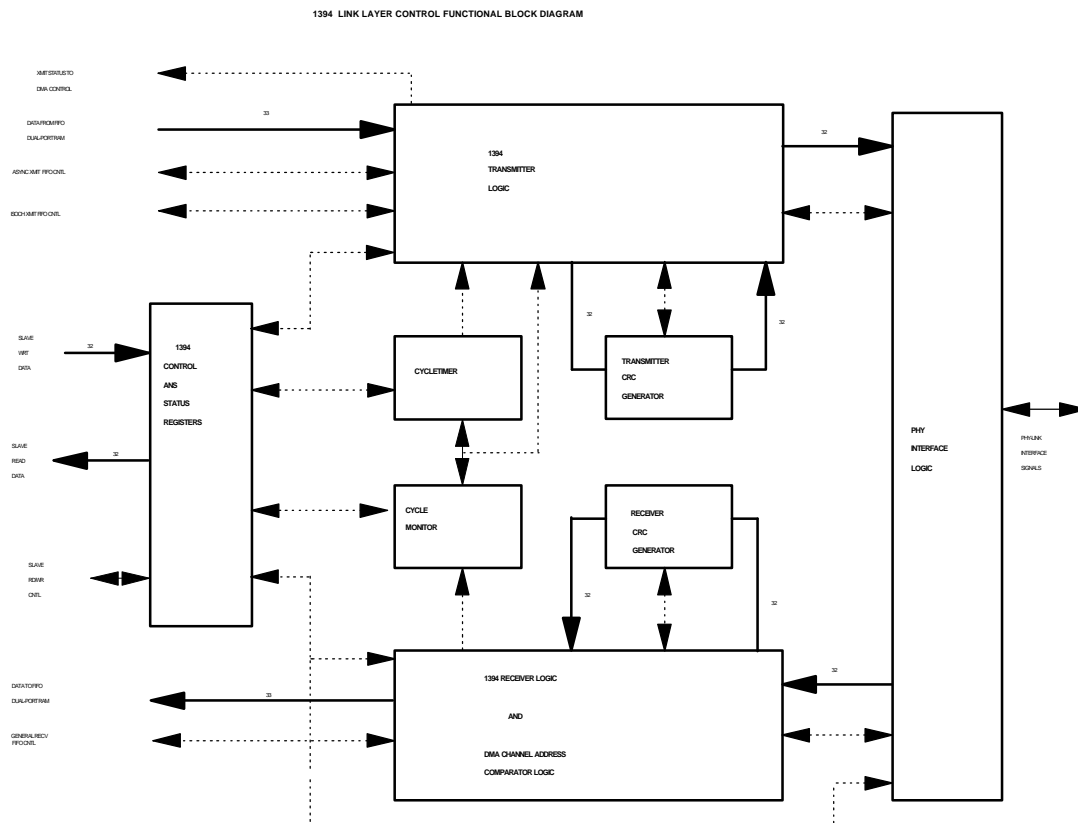 1394 LINK LAYER CONTROL FUNCTIONAL BLOCK DIAGRAM
XMIT STATUS TO
DMA CONTROL
DATA FROM FIFO
DUAL-PORT RAM
33
ASYNC XMIT FIFO CNTL
ISOCH XMIT FIFO CNTL
1394
TRANSMITTER
LOGIC
32
32
32
SLAVE
WRT
DATA
32
1394
CONTROL
ANS
STATUS
REGISTERS
CYCLETIMER
TRANSMITTER
CRC
GENERATOR
SLAVE
READ
DATA
32
CYCLE
MONITOR
RECEIVER
CRC
GENERATOR
PHY
INTERFACE
LOGIC
PHY-LINK
INTERFACE
SIGNALS
SLAVE
RD/WR
CNTL
32
32
DATA TO FIFO
DUAL-PORT RAM
33
GENERAL RECV
FIFO CNTL
1394 RECEIVER LOGIC
AND
DMA CHANNEL ADDRESS
COMPARATOR LOGIC
32